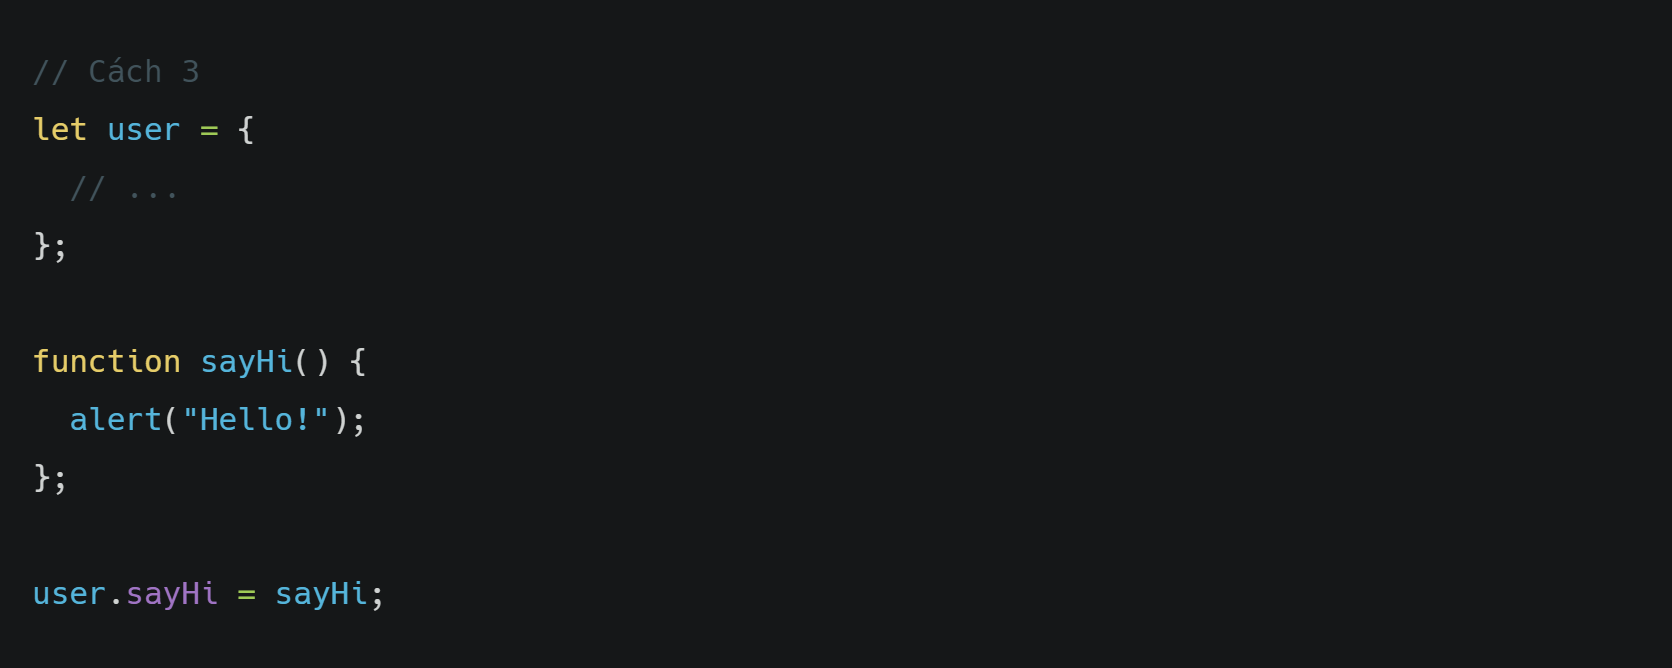 // Cách 3
let user = {
  // ...
};

function sayHi() {
  alert("Hello!");
};

user.sayHi = sayHi;